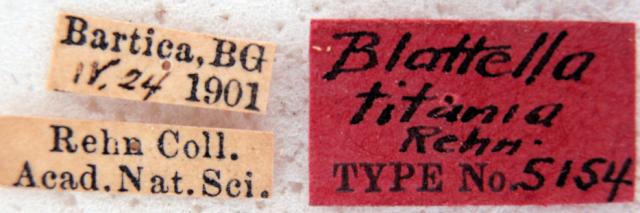 Bartica, BG
IV. 24 1901
Rehn Coll.
Acad. Nat. Sci.
Blattella
titania
Rehn.
TYPE No. 5154